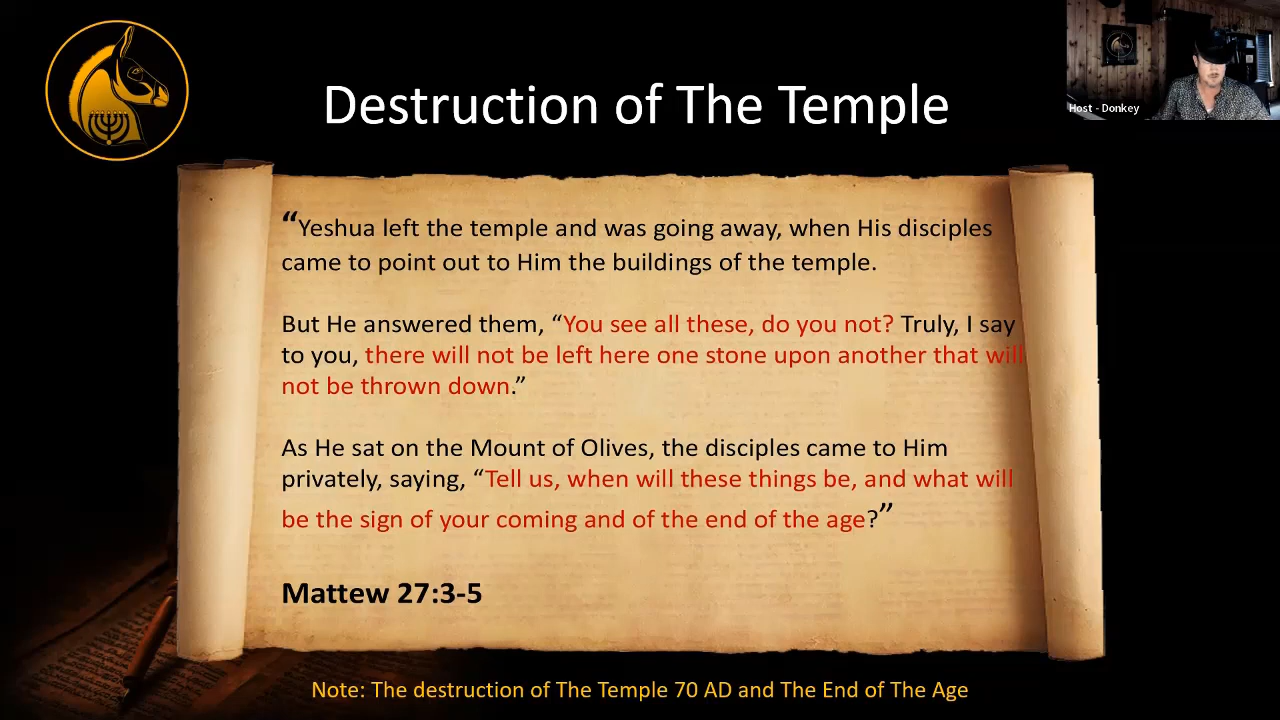 Destruction of The Temple
Host - Donkey
“Yeshua left the temple and was going away, when His disciples
came to point out to Him the buildings of the temple.
But He answered them, “You see all these, do you not? Truly, I say
to you, there will not be left here one stone upon another that will
not be thrown down.”
As He sat on the Mount of Olives, the disciples came to Him
privately, saying, “Tell us, when will these things be, and what will
be the sign of your coming and of the end of the age?”
Mattew 27:3-5
Note: The destruction of The Temple 70 AD and The End of The Age